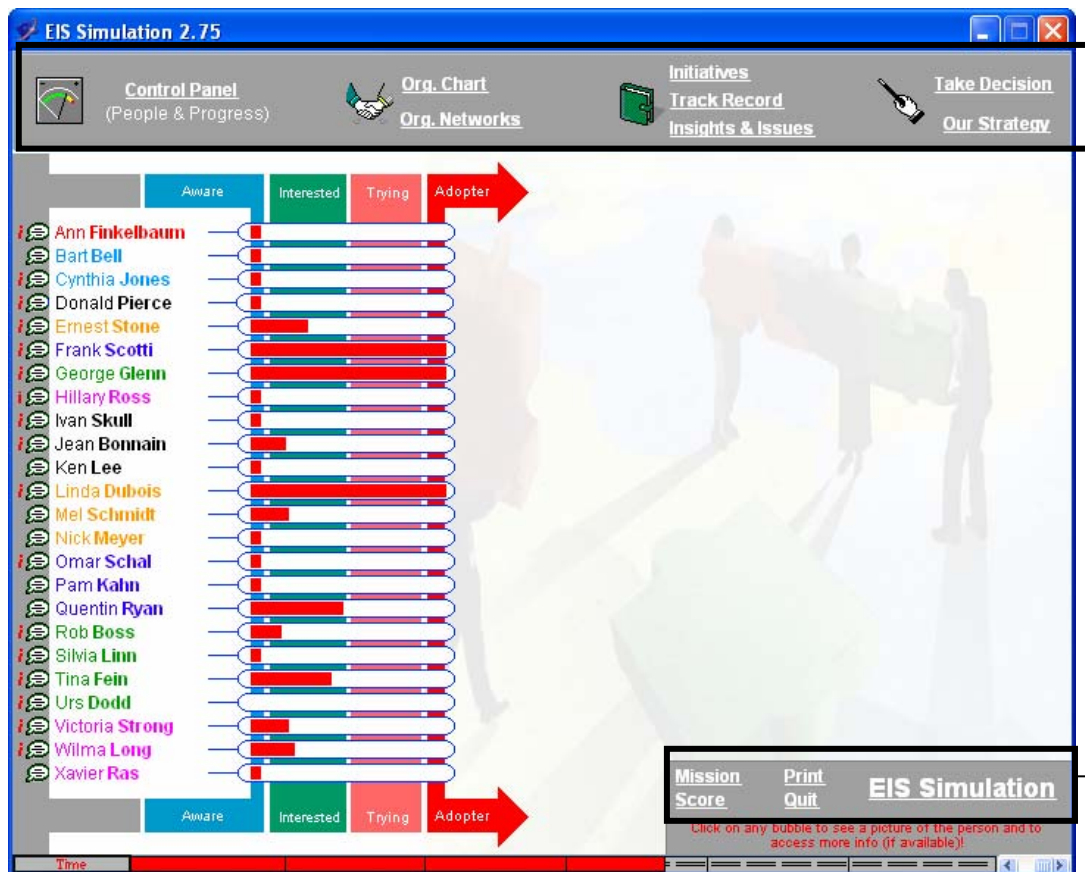 EIS Simulation 2.75
Control Panel
(People & Progress)
Org. Chart
Org. Networks
Initiatives
Track Record
Insights & Issues
Take Decision
Our Strategy
Aware Interested Trying Adopter
i Ann Finkelbaum
Bart Bell
i Cynthia Jones
i Donald Pierce
i Ernest Stone
i Frank Scotti
i George Glenn
i Hillary Ross
i Ivan Skull
i Jean Bonnain
Ken Lee
i Linda Dubois
Mel Schmidt
Nick Meyer
i Omar Schal
Pam Kahn
Quentin Ryan
i Rob Boss
i Silvia Linn
i Tina Fein
i Urs Dodd
i Victoria Strong
i Wilma Long
Xavier Ras
Aware Interested Trying Adopter
Mission Print
Score Quit
EIS Simulation
Click on any bubble to see a picture of the person and to
access more info (if available)!
Time